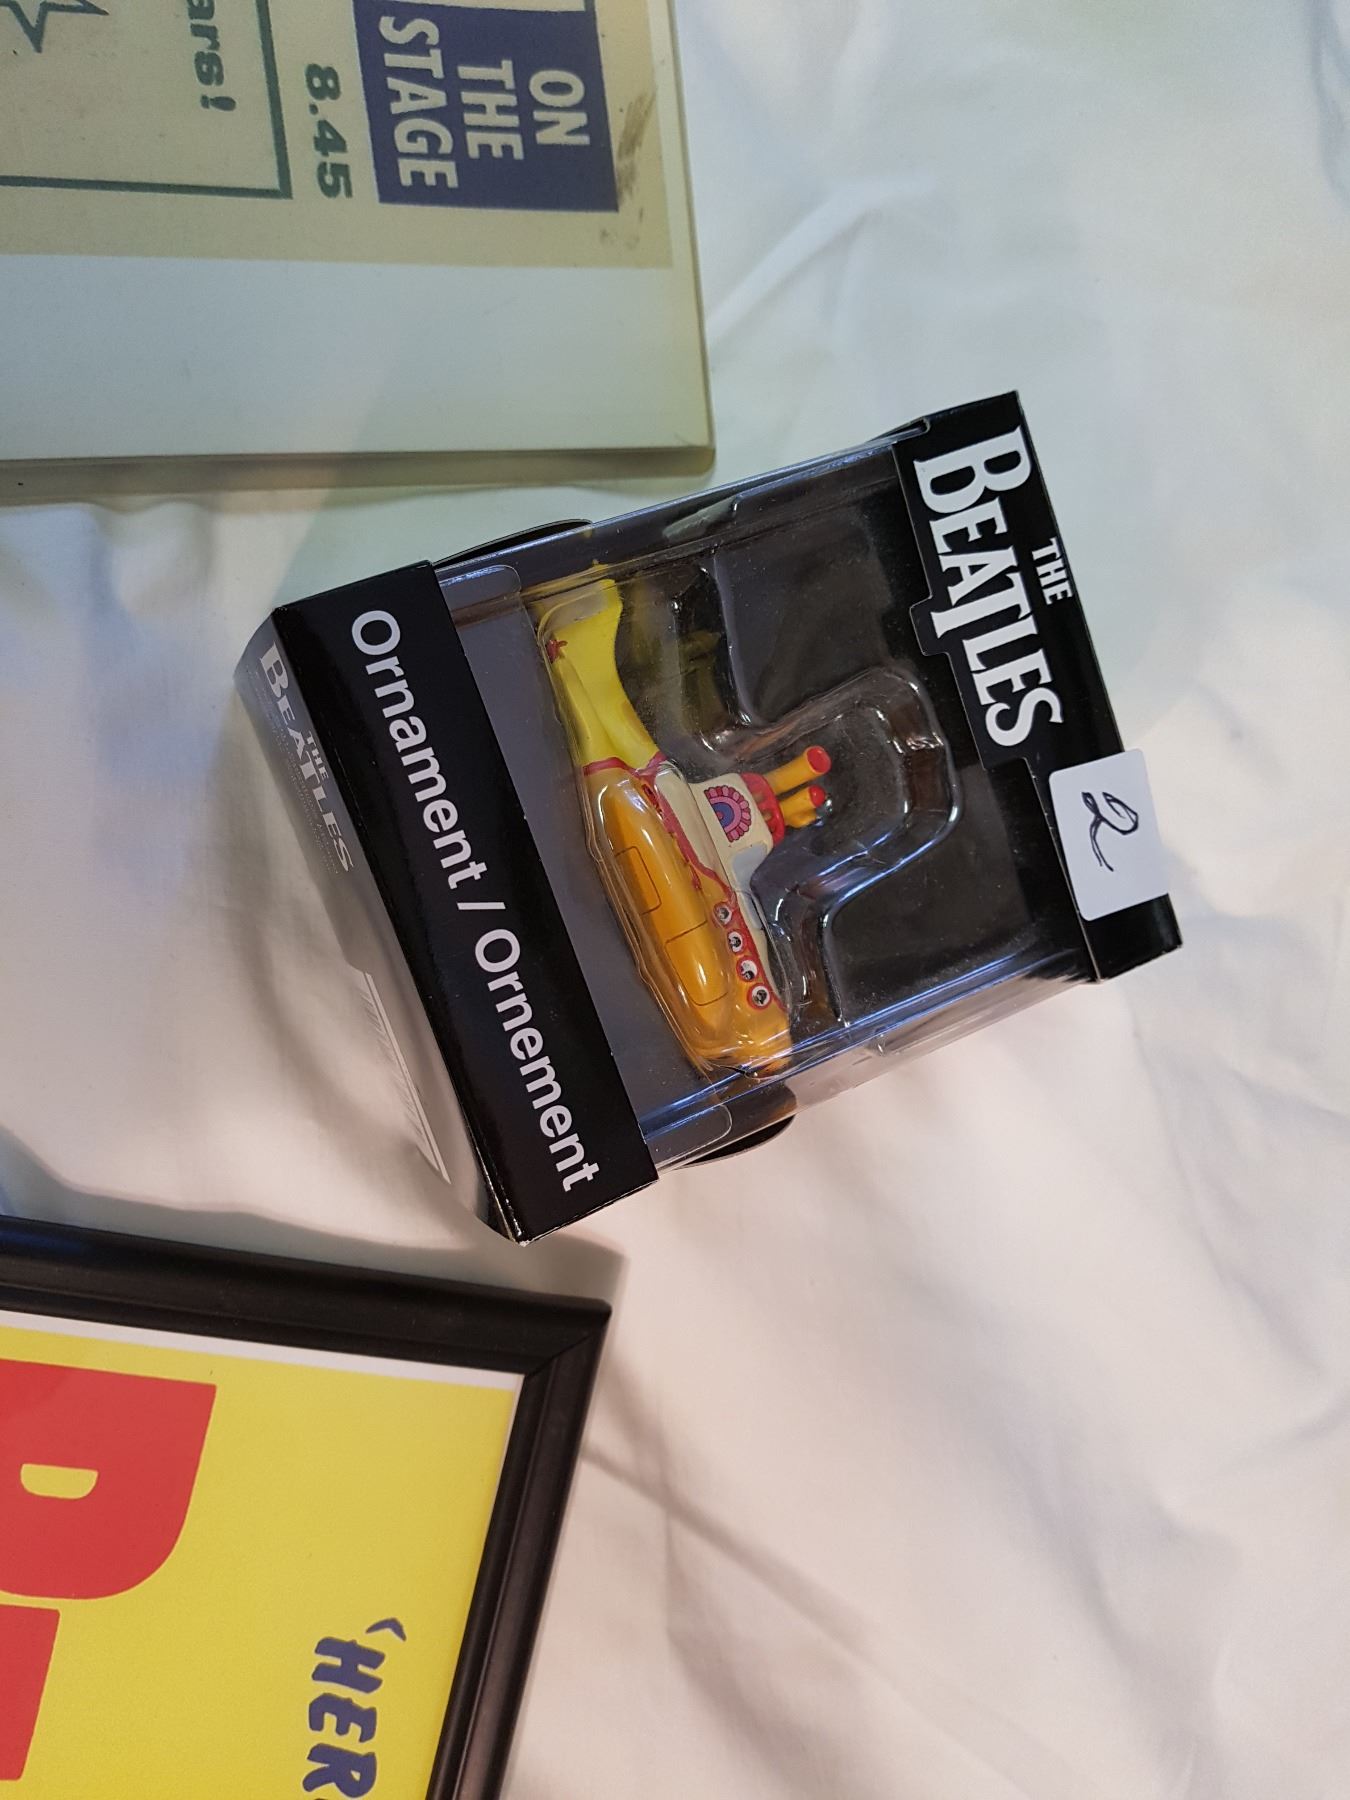 ars!
8.45
ON
THE
STAGE
THE
BEATLES
2
Ornament / Ornement
THE
BEATLES
'HER